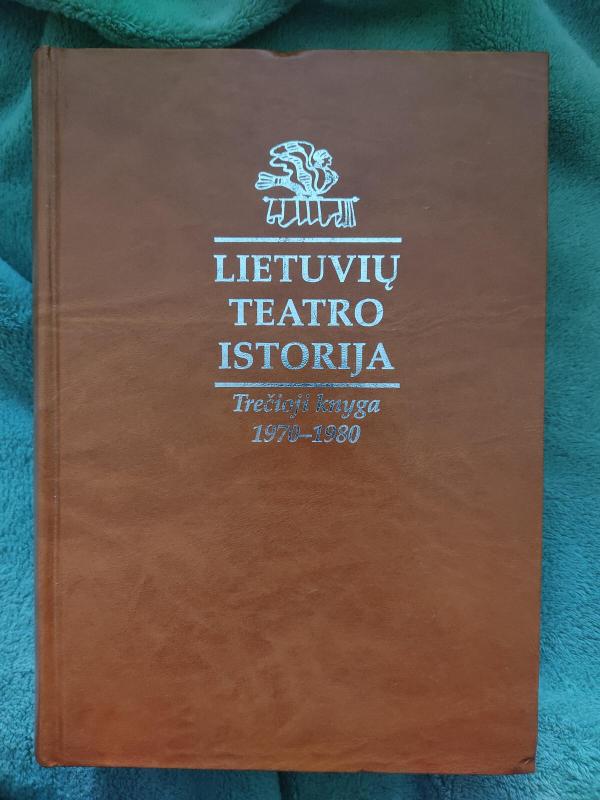 LIETUVIŲ
TEATRO
ISTORIJA
Trečioji knyga
1970–1980